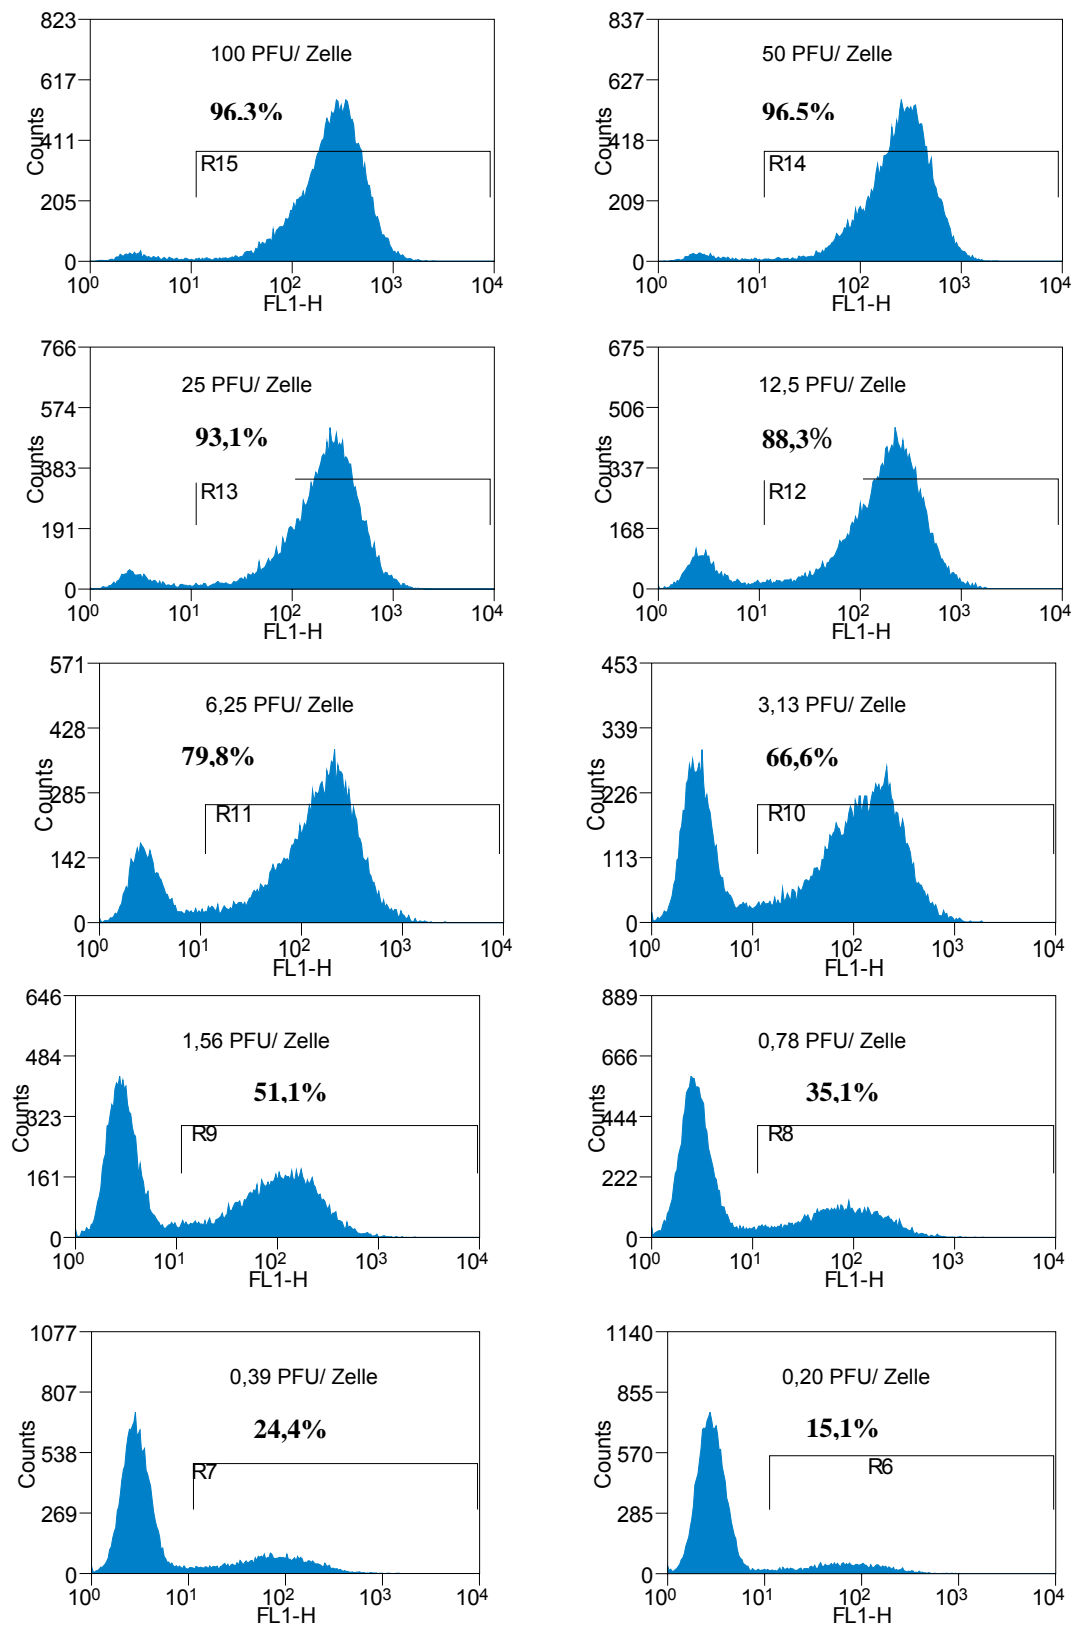 823
617
411
205
0
Counts
100 PFU/ Zelle
96.3%
R15
10⁰ 10¹ 10² 10³ 10⁴
FL1-H
837
627
418
209
0
50 PFU/ Zelle
96.5%
R14
10⁰ 10¹ 10² 10³ 10⁴
FL1-H
766
574
383
191
0
Counts
25 PFU/ Zelle
93,1%
R13
10⁰ 10¹ 10² 10³ 10⁴
FL1-H
675
506
337
168
0
Counts
12,5 PFU/ Zelle
88,3%
R12
10⁰ 10¹ 10² 10³ 10⁴
FL1-H
571
428
285
142
0
Counts
6,25 PFU/ Zelle
79,8%
R11
10⁰ 10¹ 10² 10³ 10⁴
FL1-H
453
339
226
113
0
Counts
3,13 PFU/ Zelle
66,6%
R10
10⁰ 10¹ 10² 10³ 10⁴
FL1-H
646
484
323
161
0
Counts
1,56 PFU/ Zelle
51,1%
R9
10⁰ 10¹ 10² 10³ 10⁴
FL1-H
889
666
444
222
0
Counts
0,78 PFU/ Zelle
35,1%
R8
10⁰ 10¹ 10² 10³ 10⁴
FL1-H
1077
807
538
269
0
Counts
0,39 PFU/ Zelle
24,4%
R7
10⁰ 10¹ 10² 10³ 10⁴
FL1-H
1140
855
570
285
0
Counts
0,20 PFU/ Zelle
15,1%
R6
10⁰ 10¹ 10² 10³ 10⁴
FL1-H